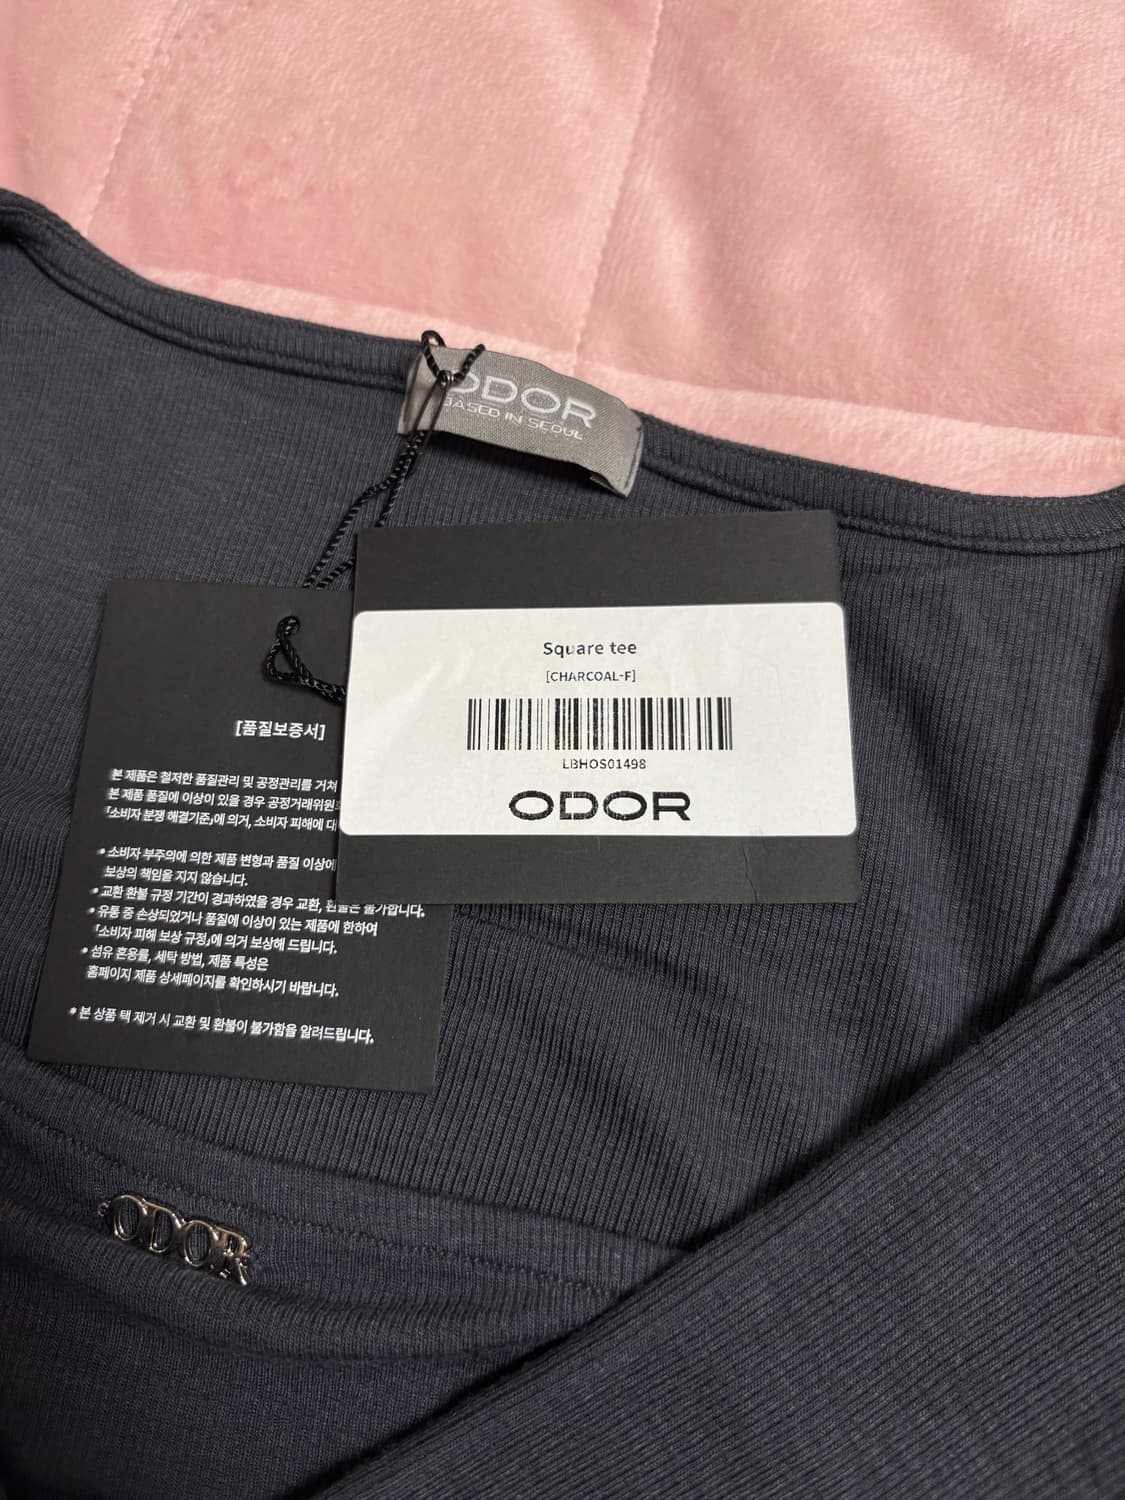 ODOR
BASED IN SEOUL
Square tee
[CHARCOAL-F]
LBHOS01498
ODOR
[품질보증서]
본 제품은 철저한 품질관리 및 공정관리를 거쳐
본 제품 품질에 이상이 있을 경우 공정거래위원
「소비자 분쟁 해결기준」에 의거, 소비자 피해에 대
• 소비자 부주의에 의한 제품 변형과 품질 이상에
보상의 책임을 지지 않습니다.
• 교환 환불 규정 기간이 경과하였을 경우 교환, 환불은 불가합니다.
• 유통 중 손상되었거나 품질에 이상이 있는 제품에 한하여
「소비자 피해 보상 규정」에 의거 보상해 드립니다.
• 섬유 혼용률, 세탁 방법, 제품 특성은
홈페이지 제품 상세페이지를 확인하시기 바랍니다.
• 본 상품 택 제거 시 교환 및 환불이 불가함을 알려드립니다.
ODOR